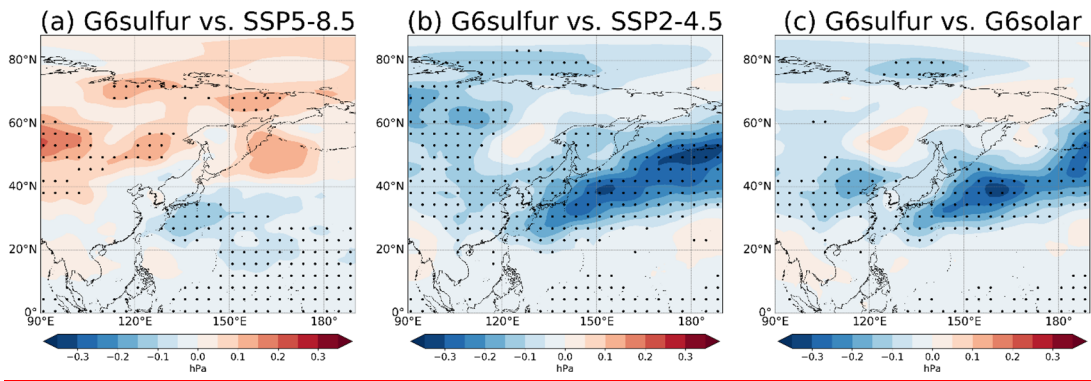 (a) G6sulfur vs. SSP5-8.5
(b) G6sulfur vs. SSP2-4.5
(c) G6sulfur vs. G6solar
80°N
60°N
40°N
20°N
0°
90°E 120°E 150°E 180°
−0.3 −0.2 −0.1 0.0 0.1 0.2 0.3
hPa
80°N
60°N
40°N
20°N
0°
90°E 120°E 150°E 180°
−0.3 −0.2 −0.1 0.0 0.1 0.2 0.3
hPa
80°N
60°N
40°N
20°N
0°
90°E 120°E 150°E 180°
−0.3 −0.2 −0.1 0.0 0.1 0.2 0.3
hPa